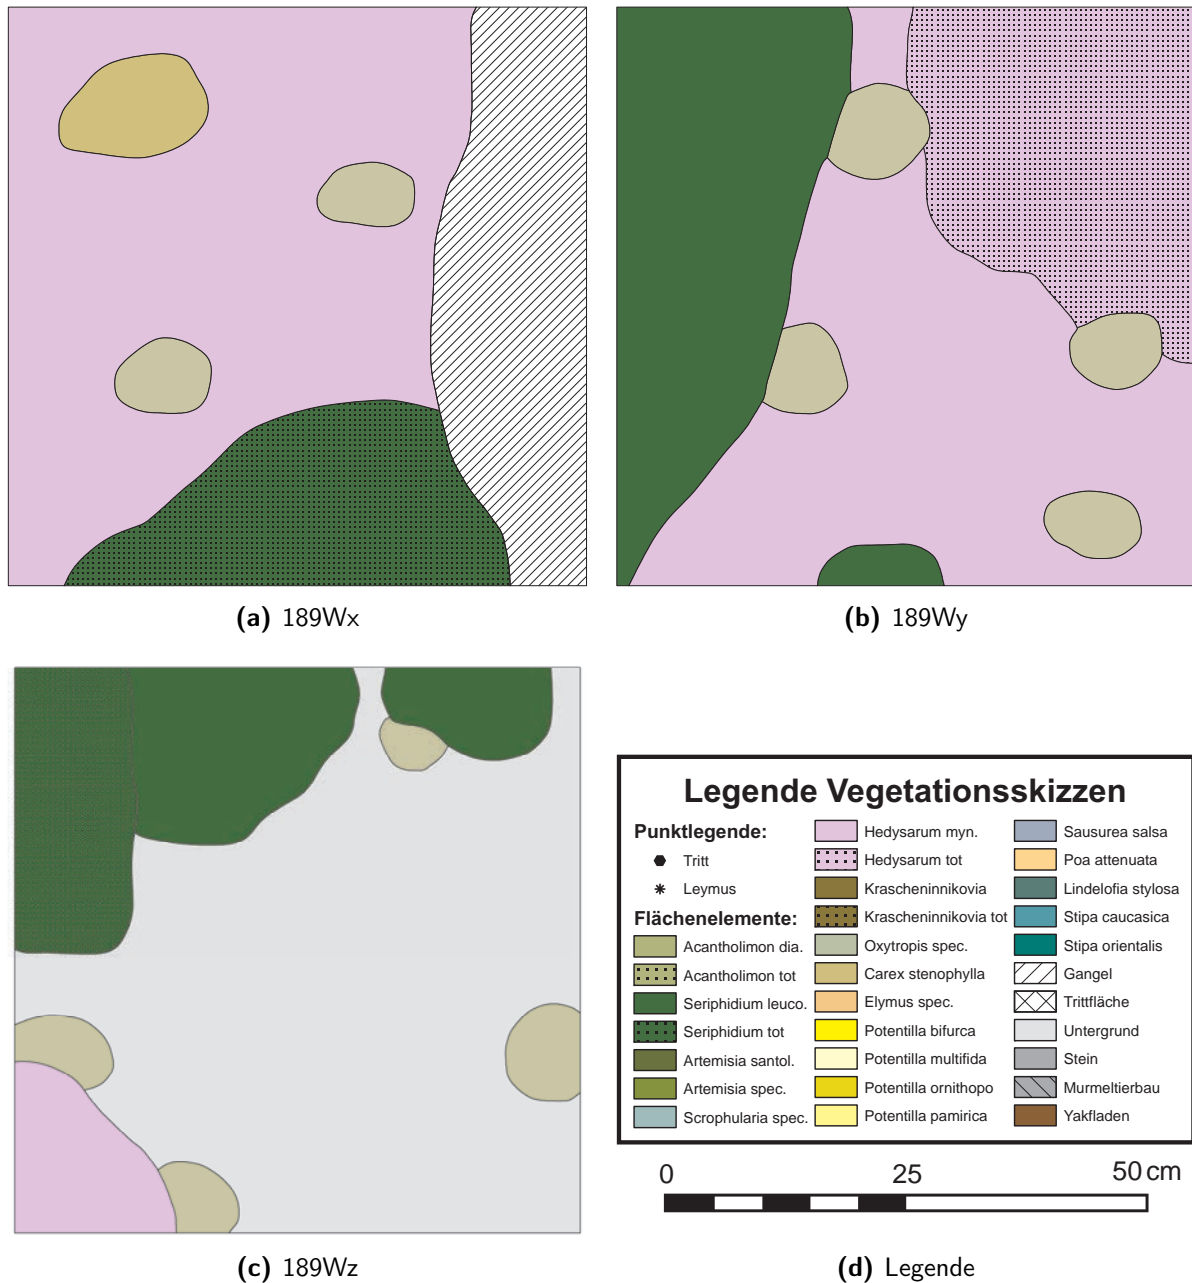 (a) 189Wx
(b) 189Wy
Legende Vegetationsskizzen
Punktlegende:
Tritt
Leymus
Flächenelemente:
Acantholimon dia.
Acantholimon tot
Seriphidium leuco.
Seriphidium tot
Artemisia santol.
Artemisia spec.
Scrophularia spec.
Hedysarum myn.
Hedysarum tot
Krascheninnikovia
Krascheninnikovia tot
Oxytropis spec.
Carex stenophylla
Elymus spec.
Potentilla bifurca
Potentilla multifida
Potentilla ornithopo
Potentilla pamirica
Sausurea salsa
Poa attenuata
Lindelofia stylosa
Stipa caucasica
Stipa orientalis
Gangel
Trittfläche
Untergrund
Stein
Murmeltierbau
Yakfladen
0 25 50 cm
(c) 189Wz
(d) Legende